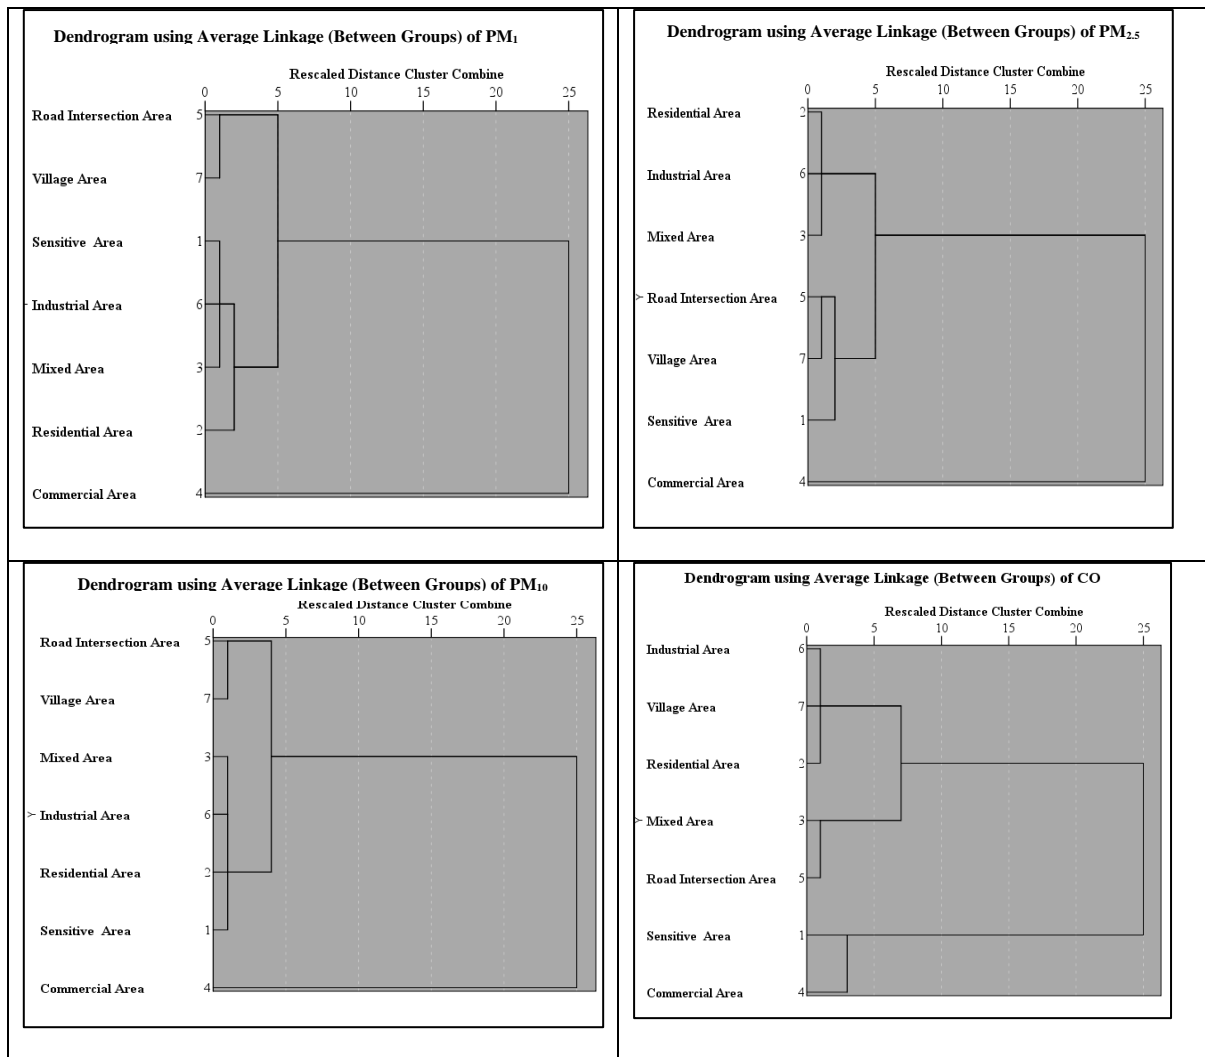 Dendrogram using Average Linkage (Between Groups) of PM₁
Rescaled Distance Cluster Combine
0 5 10 15 20 25
Road Intersection Area 5
Village Area 7
Sensitive Area 1
Industrial Area 6
Mixed Area 3
Residential Area 2
Commercial Area 4
Dendrogram using Average Linkage (Between Groups) of PM₂.₅
Rescaled Distance Cluster Combine
0 5 10 15 20 25
Residential Area 2
Industrial Area 6
Mixed Area 3
Road Intersection Area 5
Village Area 7
Sensitive Area 1
Commercial Area 4
Dendrogram using Average Linkage (Between Groups) of PM₁₀
Rescaled Distance Cluster Combine
0 5 10 15 20 25
Road Intersection Area 5
Village Area 7
Mixed Area 3
Industrial Area 6
Residential Area 2
Sensitive Area 1
Commercial Area 4
Dendrogram using Average Linkage (Between Groups) of CO
Rescaled Distance Cluster Combine
0 5 10 15 20 25
Industrial Area 6
Village Area 7
Residential Area 2
Mixed Area 3
Road Intersection Area 5
Sensitive Area 1
Commercial Area 4